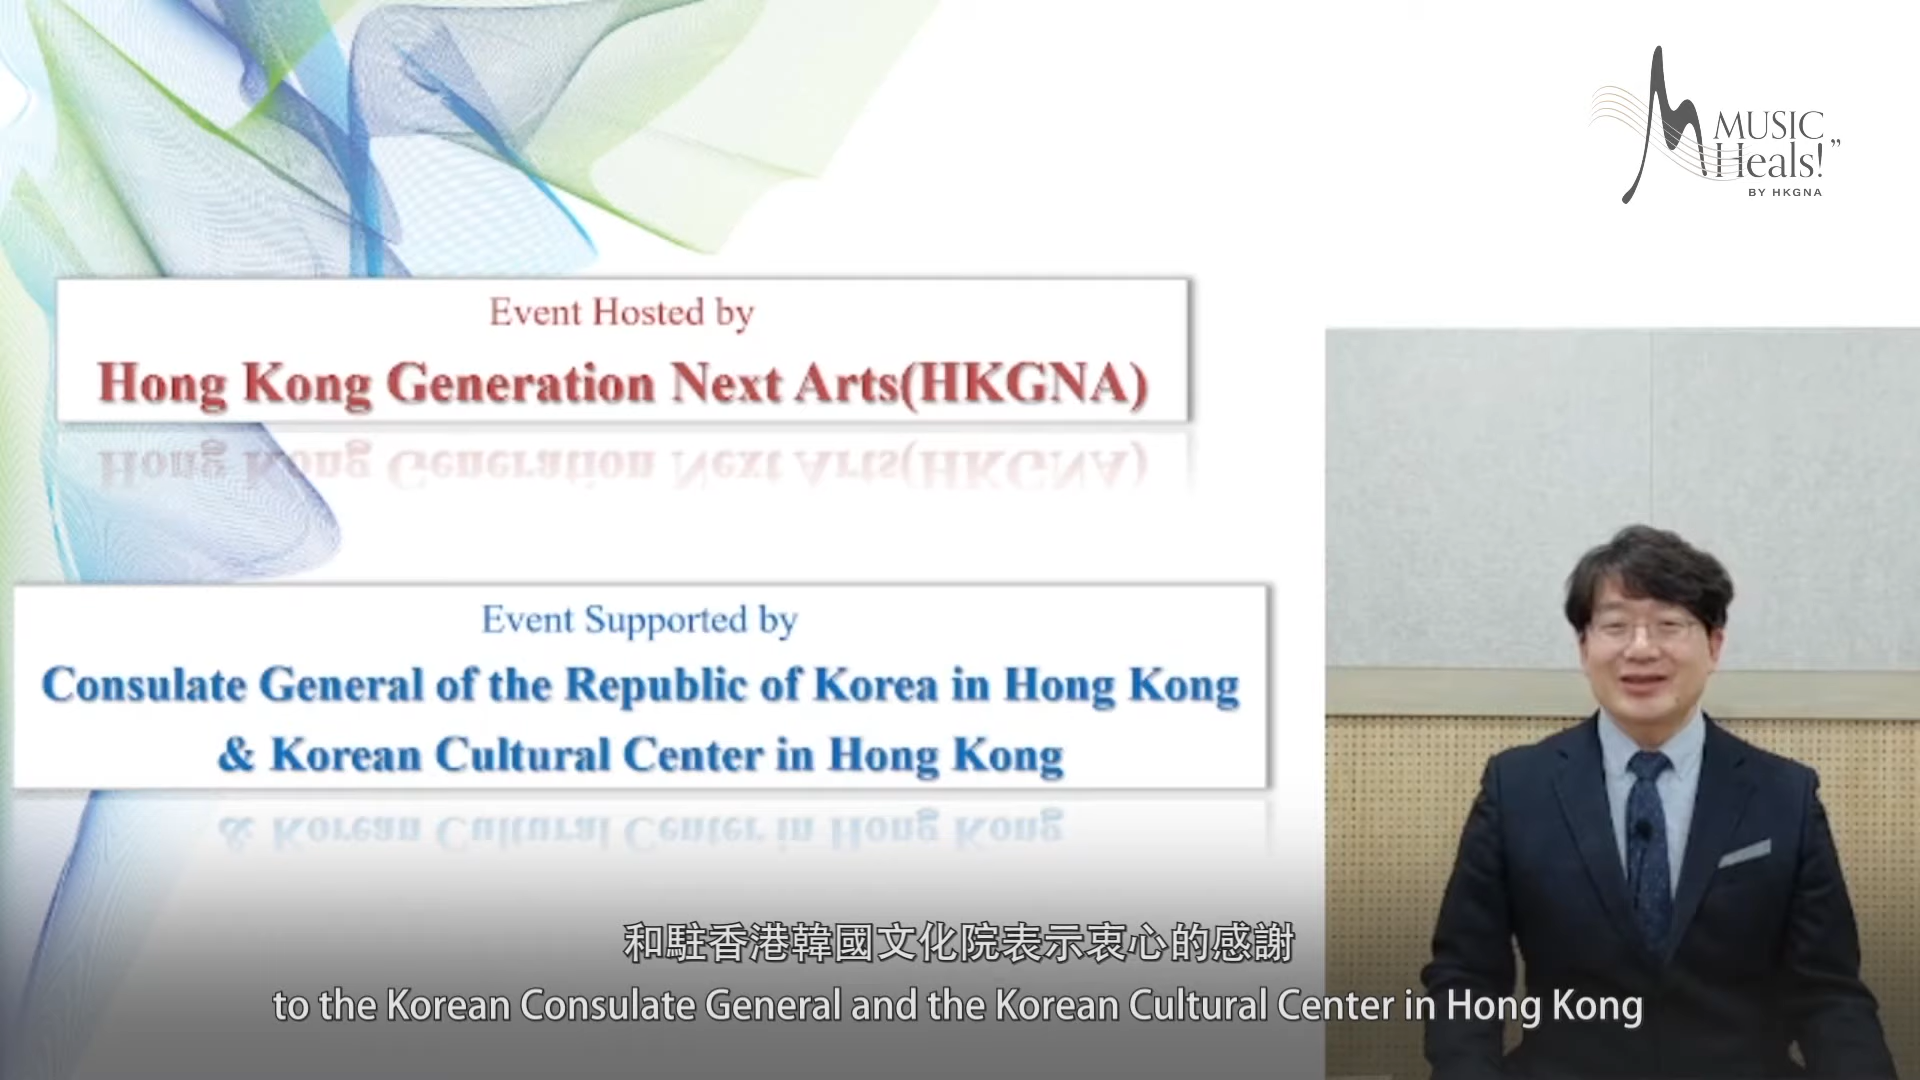 MUSIC
Heals!”
BY HKGNA
Event Hosted by
Hong Kong Generation Next Arts(HKGNA)
Event Supported by
Consulate General of the Republic of Korea in Hong Kong
& Korean Cultural Center in Hong Kong
和駐香港韓國文化院表示衷心的感謝
to the Korean Consulate General and the Korean Cultural Center in Hong Kong